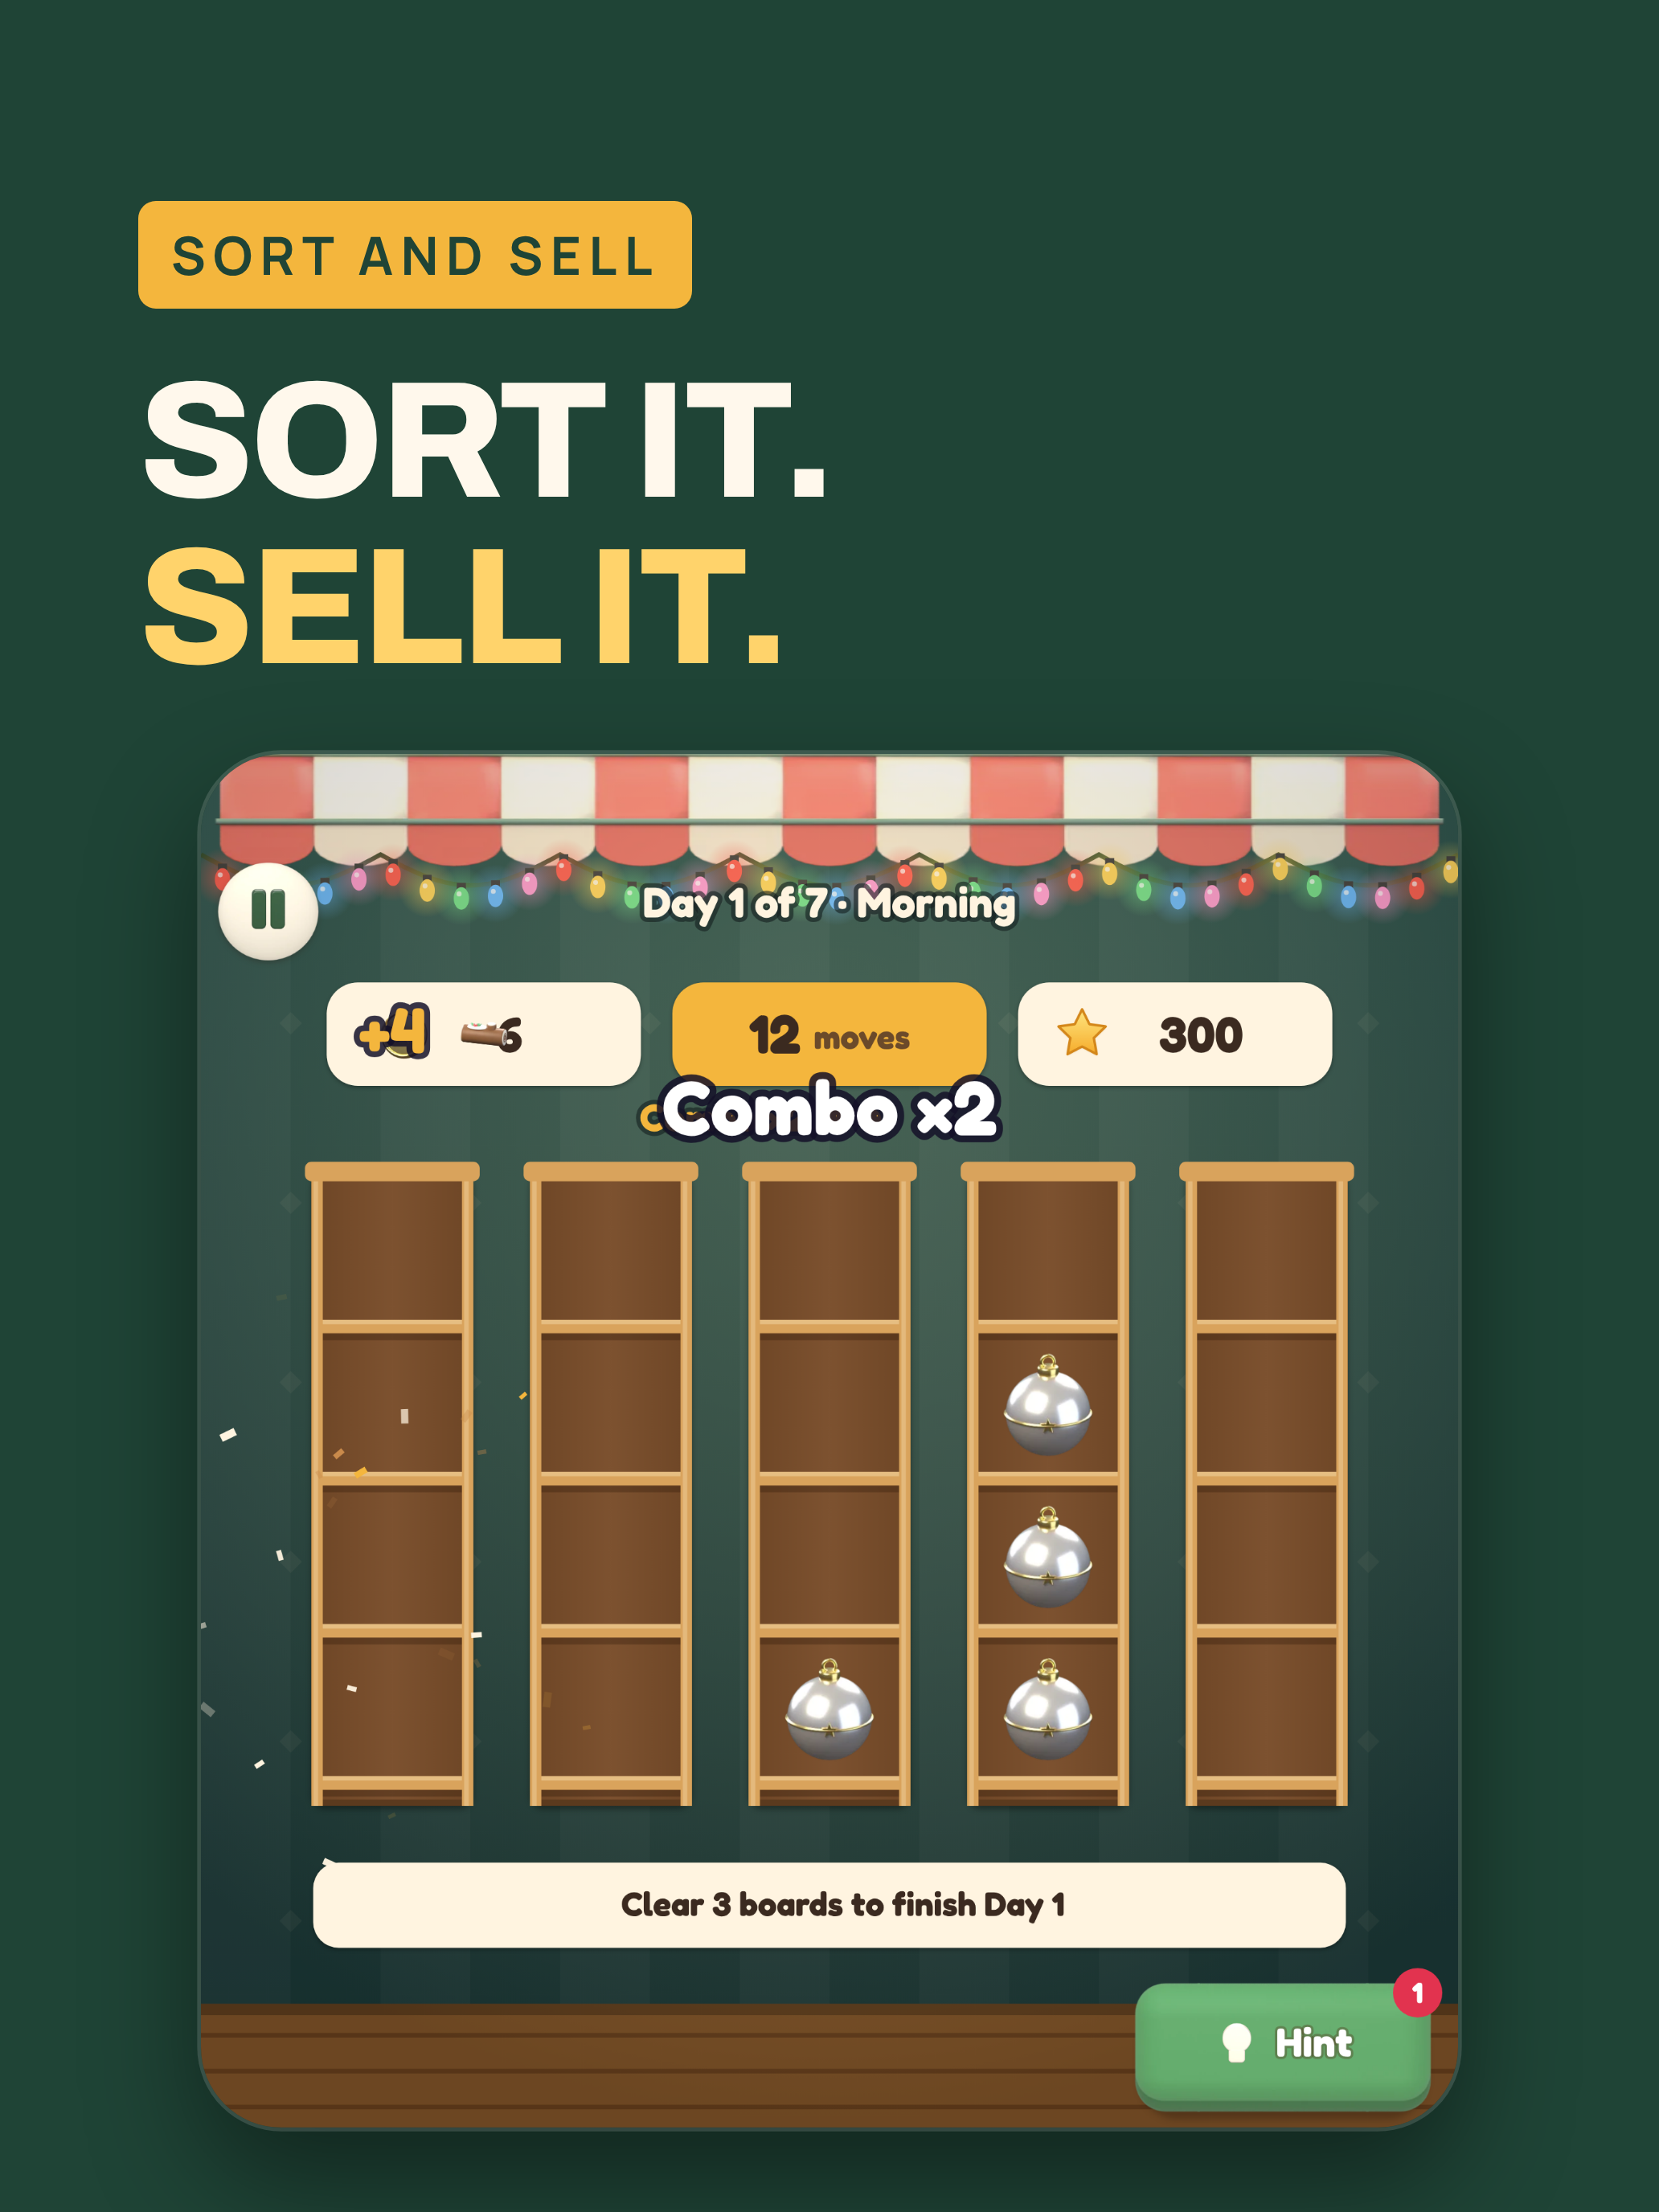 SORT AND SELL
SORT IT.
SELL IT.
Day 1 of 7 · Morning
+4
6
12 moves
300
Combo x2
Clear 3 boards to finish Day 1
1
Hint